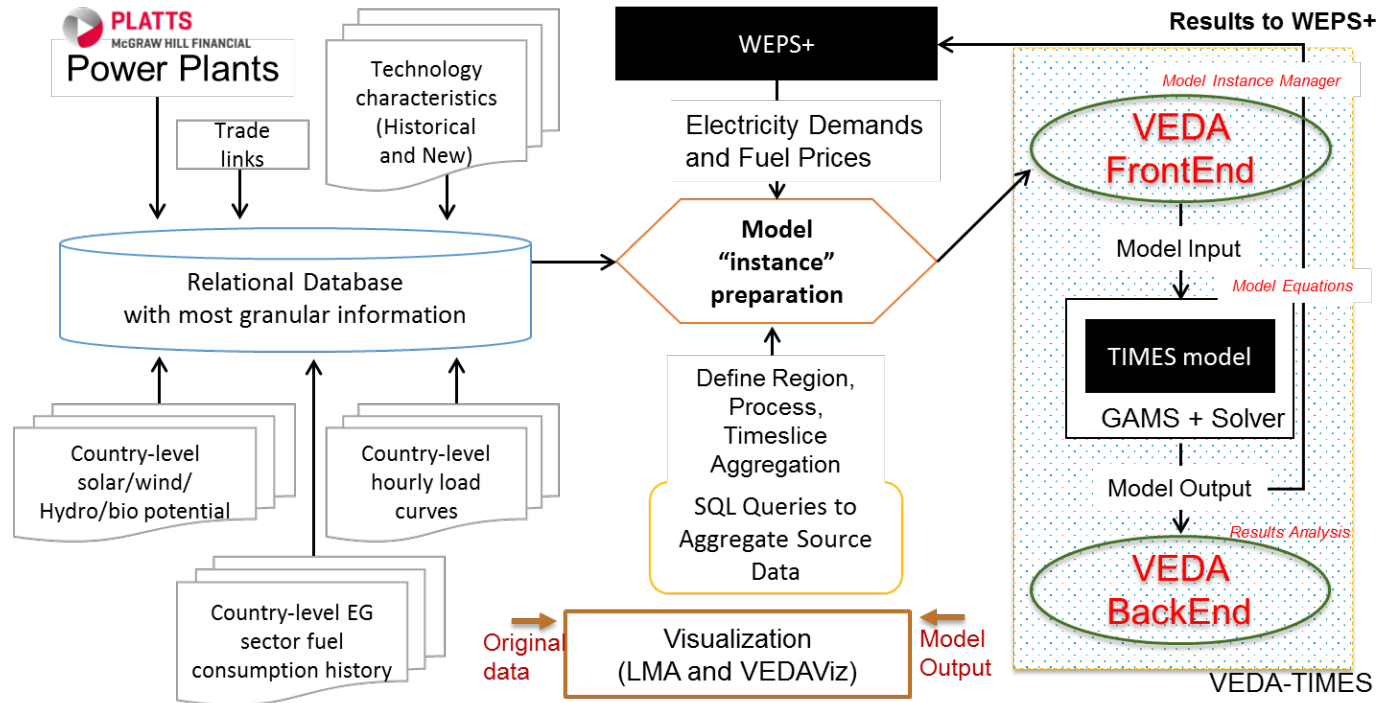 PLATTS
McGRAW HILL FINANCIAL
Power Plants
Trade
links
Technology
characteristics
(Historical
and New)
Relational Database
with most granular information
Country-level
solar/wind/
Hydro/bio potential
Country-level
hourly load
curves
Country-level EG
sector fuel
consumption history
WEPS+
Electricity Demands
and Fuel Prices
Model
“instance”
preparation
Define Region,
Process,
Timeslice
Aggregation
SQL Queries to
Aggregate Source
Data
Original
data
Visualization
(LMA and VEDAViz)
Model
Output
Results to WEPS+
Model Instance Manager
VEDA
FrontEnd
Model Input
Model Equations
TIMES model
GAMS + Solver
Model Output
Results Analysis
VEDA
BackEnd
VEDA-TIMES